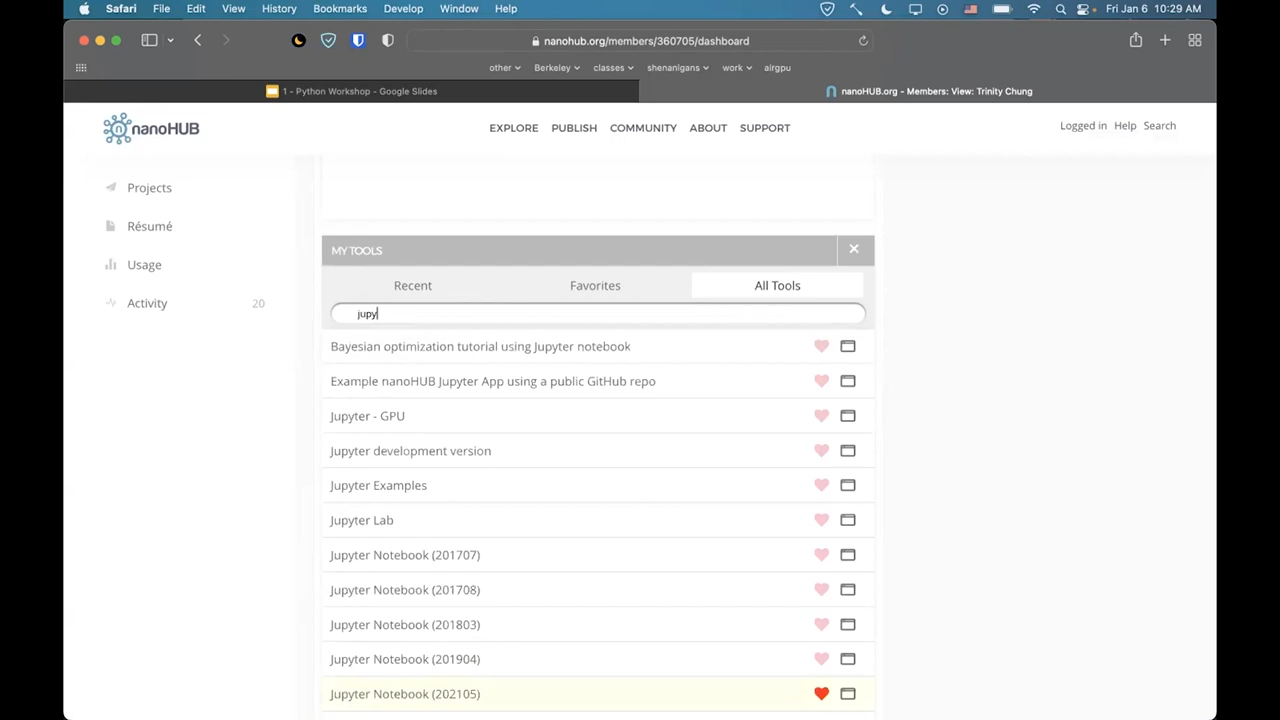 Safari File Edit View History Bookmarks Develop Window Help Fri Jan 6 10:29 AM
nanohub.org/members/360705/dashboard
other Berkeley classes shenanigans work airgpu
1 - Python Workshop - Google Slides nanoHUB.org - Members: View: Trinity Chung
nanoHUB EXPLORE PUBLISH COMMUNITY ABOUT SUPPORT Logged in Help Search
Projects
Résumé
Usage
Activity 20
MY TOOLS
Recent Favorites All Tools
jupy
Bayesian optimization tutorial using Jupyter notebook
Example nanoHUB Jupyter App using a public GitHub repo
Jupyter - GPU
Jupyter development version
Jupyter Examples
Jupyter Lab
Jupyter Notebook (201707)
Jupyter Notebook (201708)
Jupyter Notebook (201803)
Jupyter Notebook (201904)
Jupyter Notebook (202105)